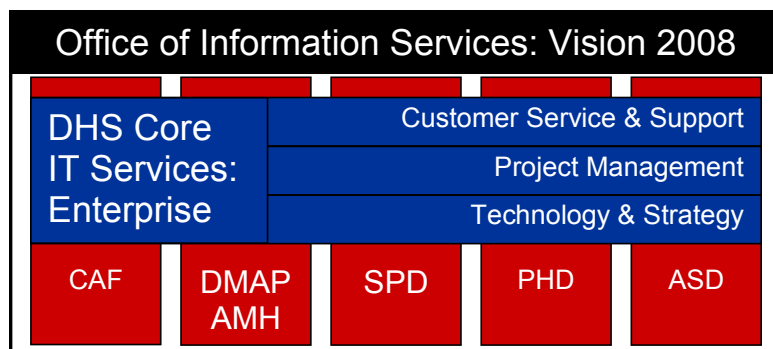 Office of Information Services: Vision 2008
DHS Core
IT Services:
Enterprise
Customer Service & Support
Project Management
Technology & Strategy
CAF
DMAP
AMH
SPD
PHD
ASD